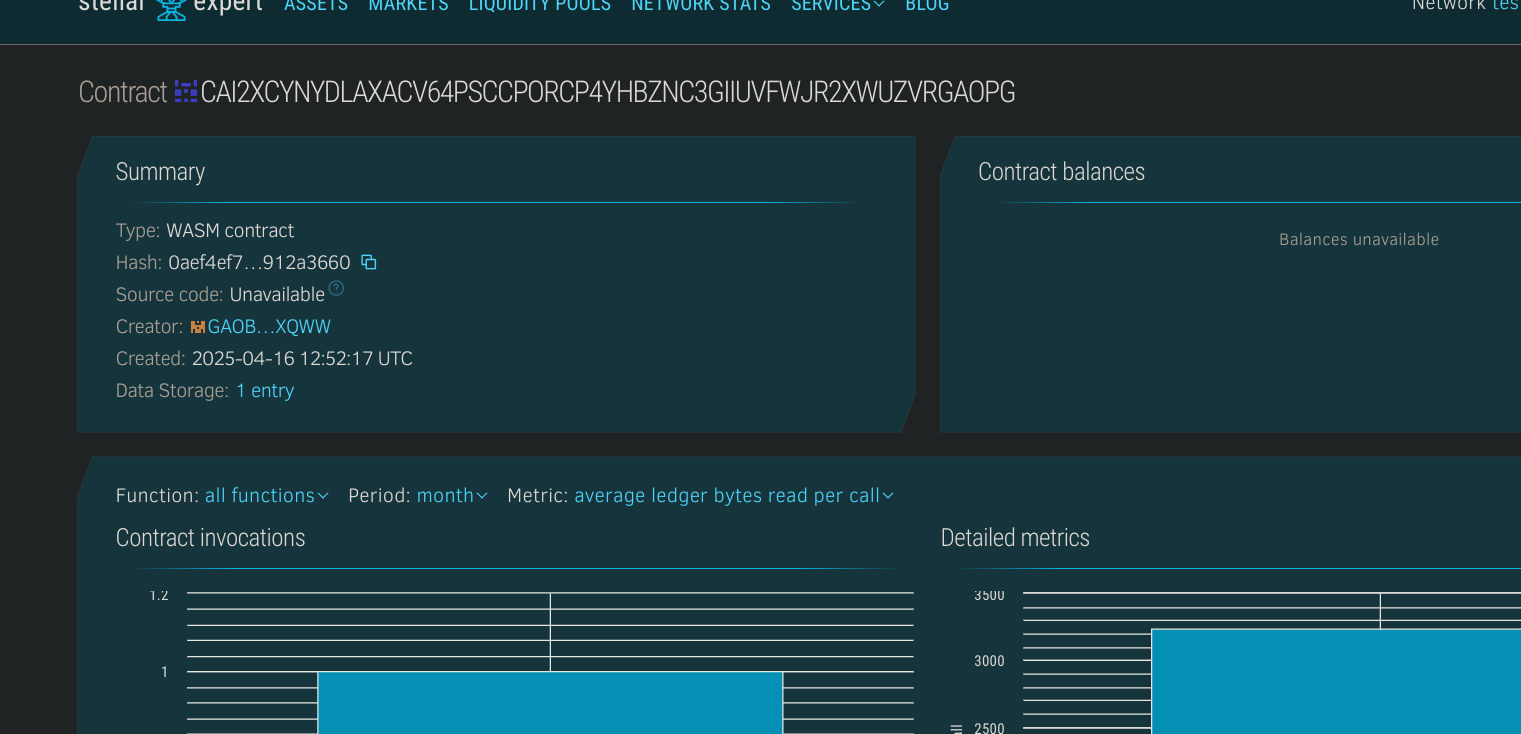 stellar expert ASSETS MARKETS LIQUIDITY POOLS NETWORK STATS SERVICES BLOG Network tes
Contract CAI2XCYNYDLAXACV64PSCCPORCP4YHBZNC3GIIUVFWJR2XWUZVRGAOPG
Summary
Type: WASM contract
Hash: 0aef4ef7...912a3660
Source code: Unavailable ?
Creator: GAOB...XQWW
Created: 2025-04-16 12:52:17 UTC
Data Storage: 1 entry
Contract balances
Balances unavailable
Function: all functions Period: month Metric: average ledger bytes read per call
Contract invocations
1.2
1
Detailed metrics
3500
3000
2500